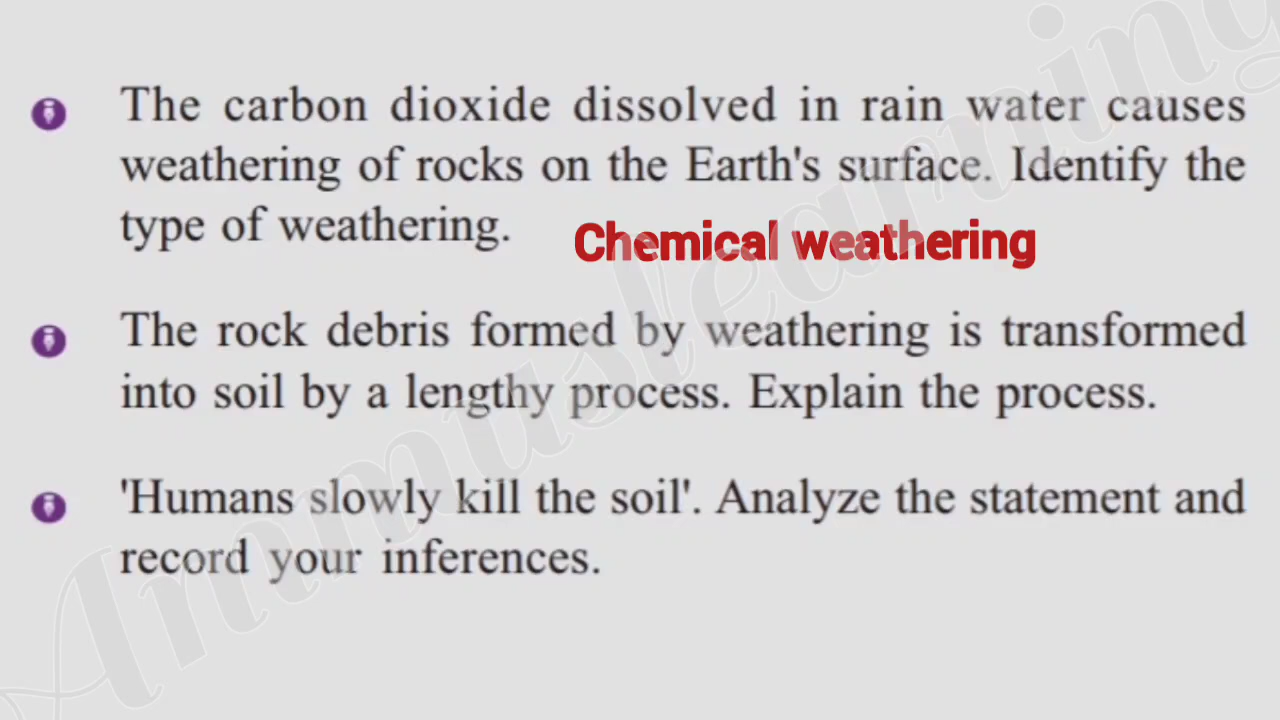 The carbon dioxide dissolved in rain water causes
weathering of rocks on the Earth's surface. Identify the
type of weathering.
Chemical weathering
The rock debris formed by weathering is transformed
into soil by a lengthy process. Explain the process.
'Humans slowly kill the soil'. Analyze the statement and
record your inferences.
Ammuslearning